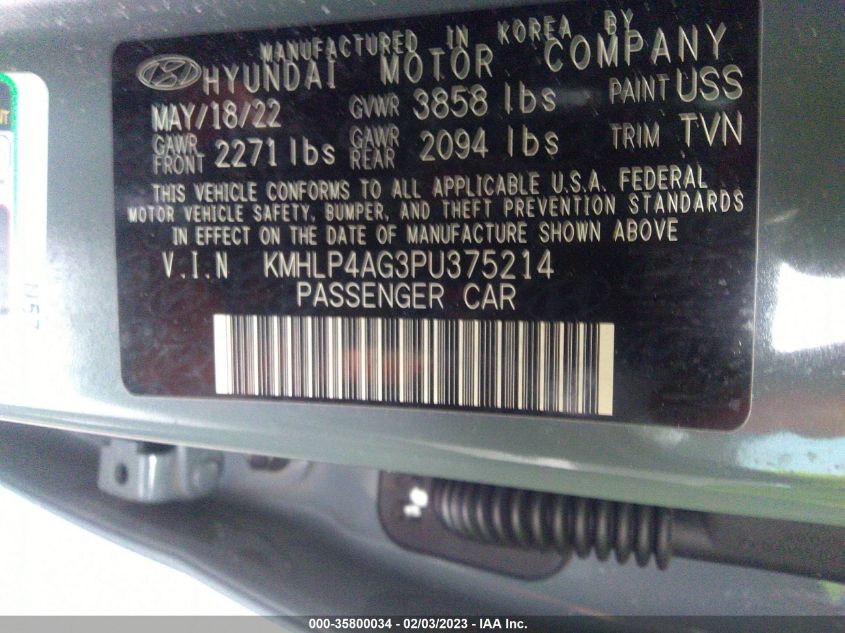 MANUFACTURED IN KOREA BY
HYUNDAI MOTOR COMPANY
MAY/18/22 GVWR 3858 lbs PAINT USS
GAWR FRONT 2271 lbs GAWR REAR 2094 lbs TRIM TVN
THIS VEHICLE CONFORMS TO ALL APPLICABLE U.S.A. FEDERAL
MOTOR VEHICLE SAFETY, BUMPER, AND THEFT PREVENTION STANDARDS
IN EFFECT ON THE DATE OF MANUFACTURE SHOWN ABOVE
V.I.N KMHLP4AG3PU375214
PASSENGER CAR
000-35800034 - 02/03/2023 - IAA Inc.